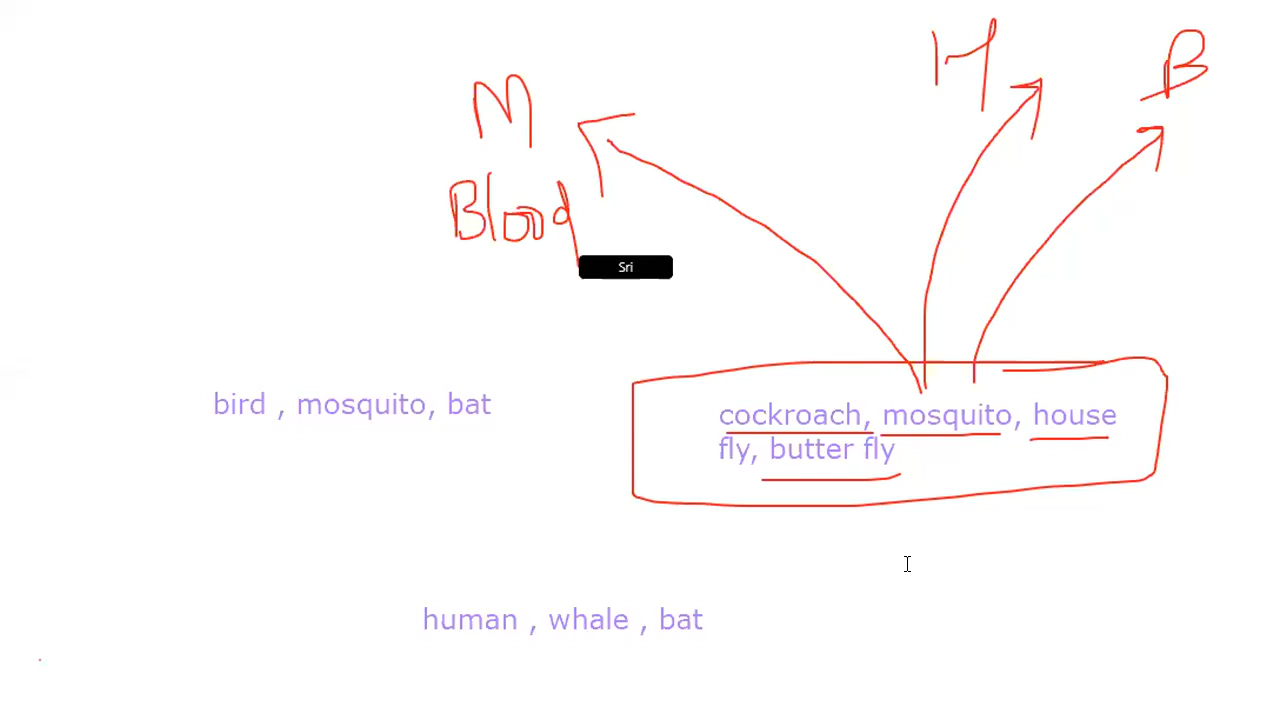 H
B
M
Blood
Sri
bird , mosquito, bat
cockroach, mosquito, house
fly, butter fly
human , whale , bat